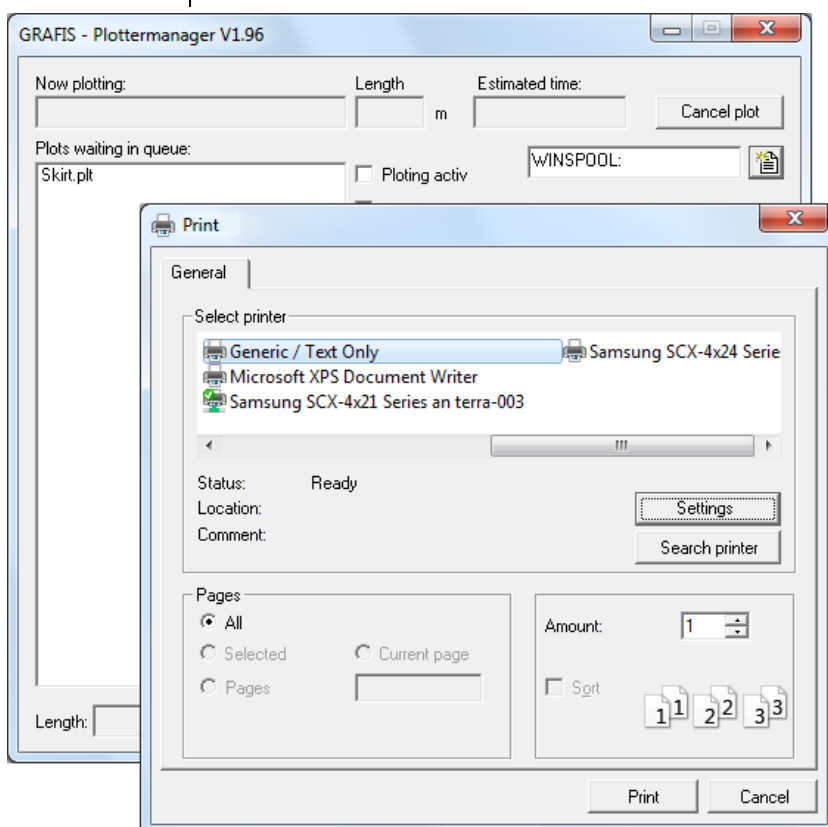 GRAFIS - Plottermanager V1.96
Now plotting:
Length
Estimated time:
m
Cancel plot
Plots waiting in queue:
Skirt.plt
Ploting activ
WINSPOOL:
Print
General
Select printer
Generic / Text Only
Samsung SCX-4x24 Serie
Microsoft XPS Document Writer
Samsung SCX-4x21 Series an terra-003
Status: Ready
Location:
Comment:
Settings
Search printer
Pages
All
Selected
Current page
Pages
Amount: 1
Sort
1 1 2 2 3 3
Length:
Print
Cancel